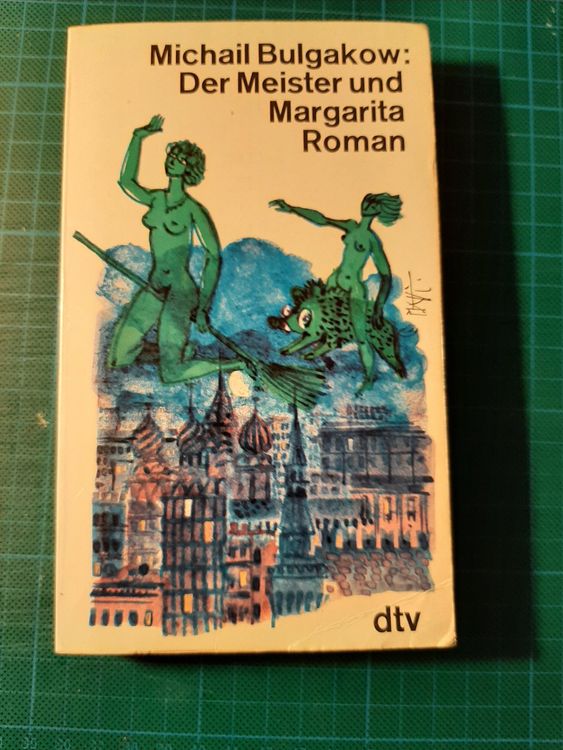 Michail Bulgakow:
Der Meister und
Margarita
Roman
dtv